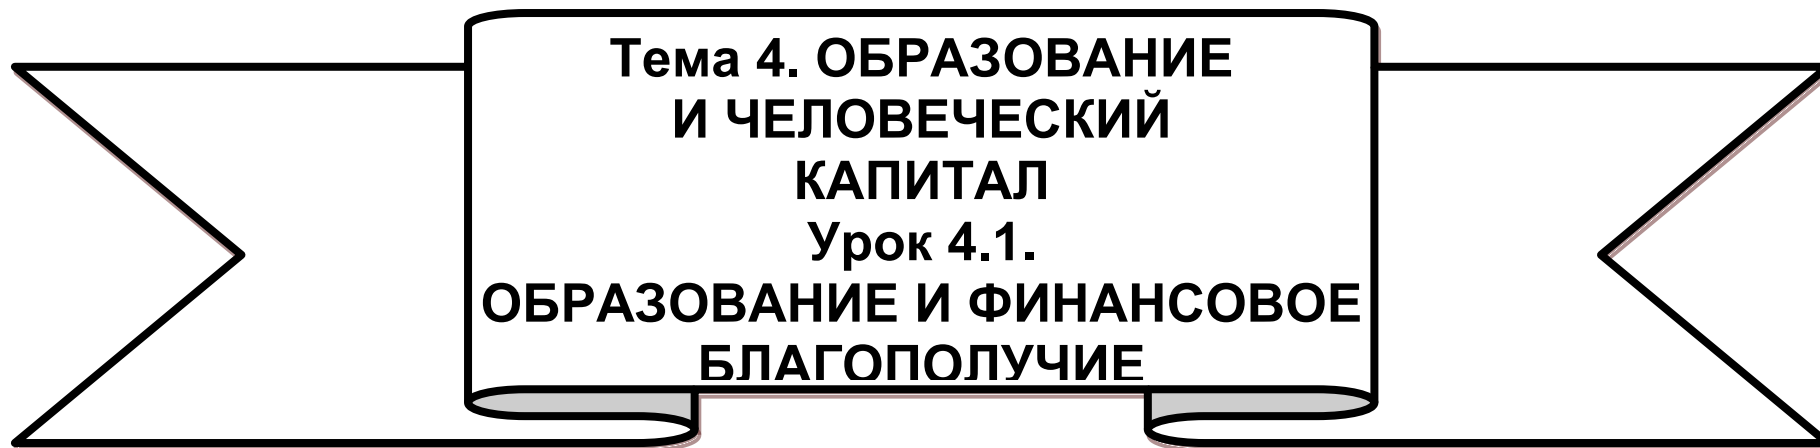 Тема 4. ОБРАЗОВАНИЕ
И ЧЕЛОВЕЧЕСКИЙ
КАПИТАЛ
Урок 4.1.
ОБРАЗОВАНИЕ И ФИНАНСОВОЕ
БЛАГОПОЛУЧИЕ